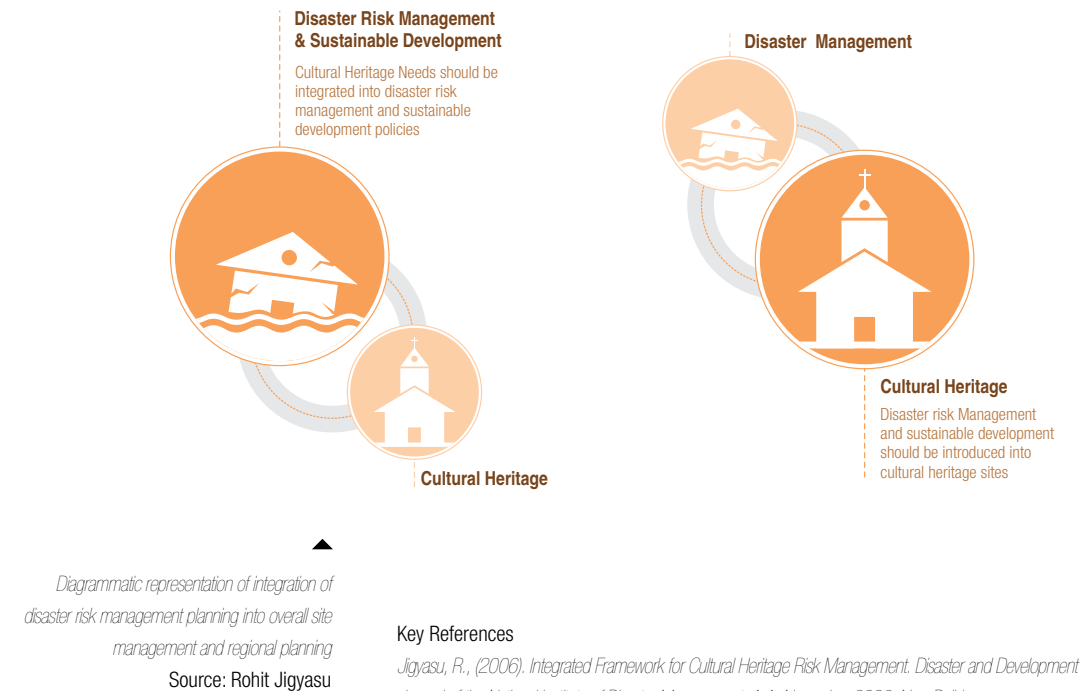 Disaster Risk Management
& Sustainable Development
Cultural Heritage Needs should be
integrated into disaster risk
management and sustainable
development policies
Cultural Heritage
Disaster Management
Cultural Heritage
Disaster risk Management
and sustainable development
should be introduced into
cultural heritage sites
Diagrammatic representation of integration of
disaster risk management planning into overall site
management and regional planning
Source: Rohit Jigyasu
Key References
Jigyasu, R., (2006). Integrated Framework for Cultural Heritage Risk Management. Disaster and Development